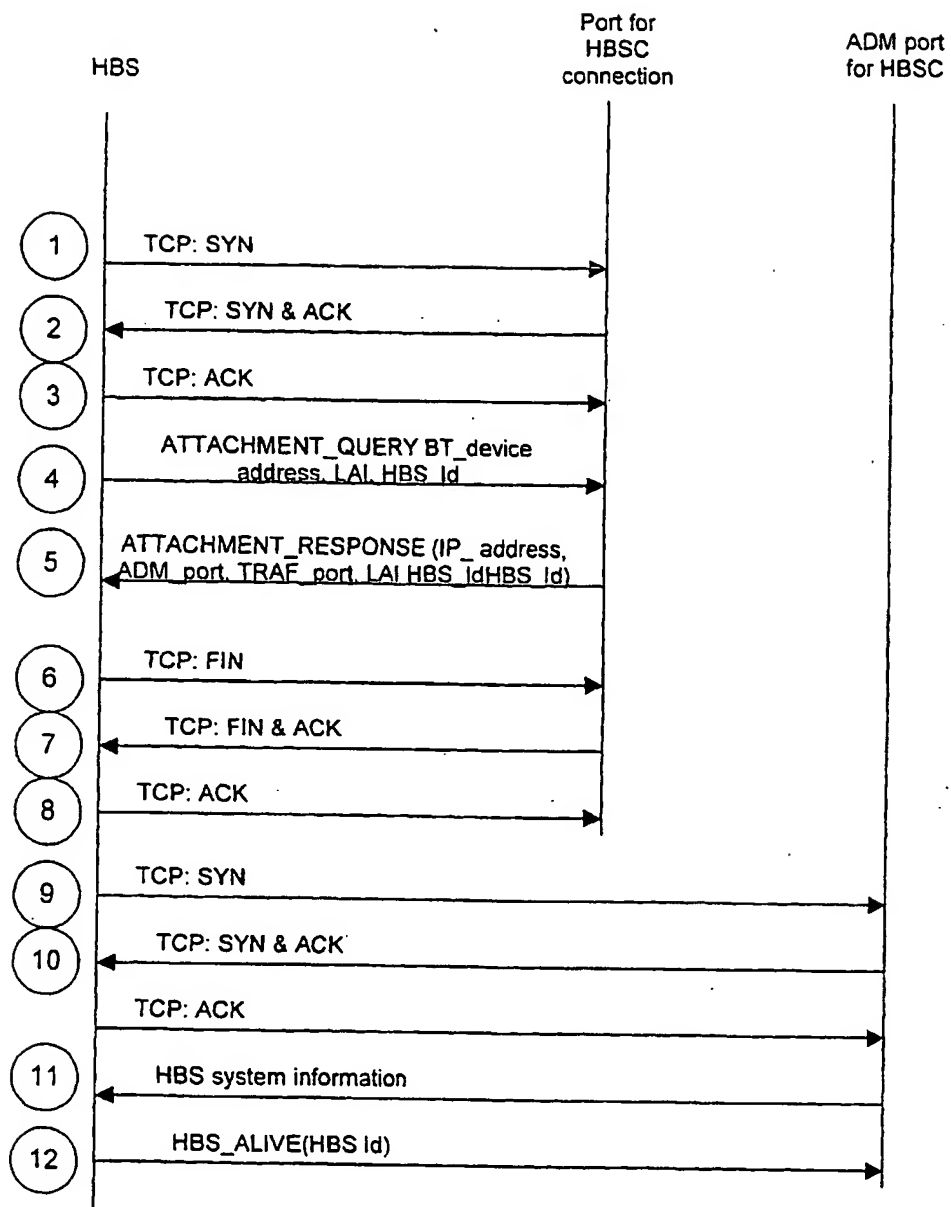 HBS
Port for
HBSC
connection
ADM port
for HBSC
1
TCP: SYN
2
TCP: SYN & ACK
3
TCP: ACK
4
ATTACHMENT_QUERY BT_device
address, LAI, HBS_Id
5
ATTACHMENT_RESPONSE (IP_ address,
ADM_port, TRAF_port, LAI HBS_IdHBS_Id)
6
TCP: FIN
7
TCP: FIN & ACK
8
TCP: ACK
9
TCP: SYN
10
TCP: SYN & ACK
TCP: ACK
11
HBS system information
12
HBS_ALIVE(HBS Id)